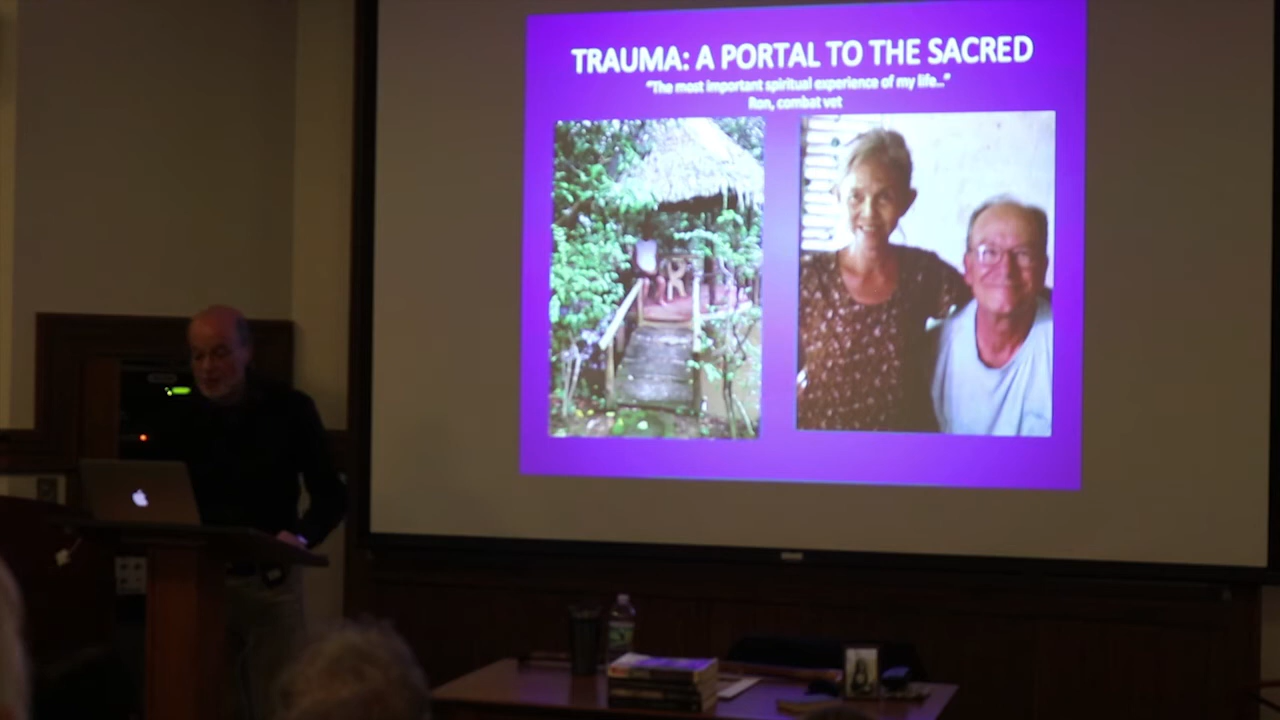 TRAUMA: A PORTAL TO THE SACRED
"The most important spiritual experience of my life..."
Ron, combat vet